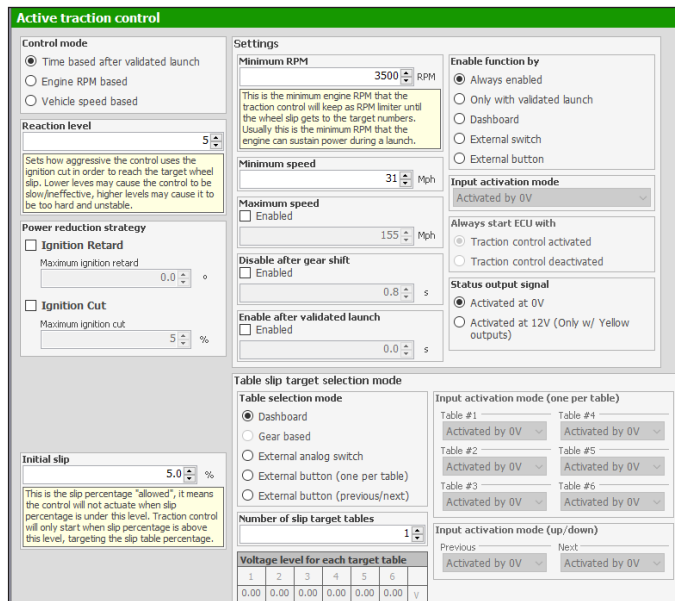 Active traction control
Control mode
Time based after validated launch
Engine RPM based
Vehicle speed based
Reaction level
5
Sets how aggressive the control uses the
ignition cut in order to reach the target wheel
slip. Lower leves may cause the control to be
slow/ineffective, higher levels may cause it to
be too hard and unstable.
Power reduction strategy
Ignition Retard
Maximum ignition retard
0.0 °
Ignition Cut
Maximum ignition cut
5 %
Initial slip
5.0 %
This is the slip percentage "allowed", it means
the control will not actuate when slip
percentage is under this level. Traction control
will only start when slip percentage is above
this level, targeting the slip table percentage.
Settings
Minimum RPM
3500 RPM
This is the minimum engine RPM that the
traction control will keep as RPM limiter until
the wheel slip gets to the target numbers.
Usually this is the minimum RPM that the
engine can sustain power during a launch.
Minimum speed
31 Mph
Maximum speed
Enabled
155 Mph
Disable after gear shift
Enabled
0.8 s
Enable after validated launch
Enabled
0.0 s
Enable function by
Always enabled
Only with validated launch
Dashboard
External switch
External button
Input activation mode
Activated by 0V
Always start ECU with
Traction control activated
Traction control deactivated
Status output signal
Activated at 0V
Activated at 12V (Only w/ Yellow
outputs)
Table slip target selection mode
Table selection mode
Dashboard
Gear based
External analog switch
External button (one per table)
External button (previous/next)
Number of slip target tables
1
Voltage level for each target table
1 2 3 4 5 6
0.00 0.00 0.00 0.00 0.00 0.00 V
Input activation mode (one per table)
Table #1 Table #4
Activated by 0V Activated by 0V
Table #2 Table #5
Activated by 0V Activated by 0V
Table #3 Table #6
Activated by 0V Activated by 0V
Input activation mode (up/down)
Previous Next
Activated by 0V Activated by 0V